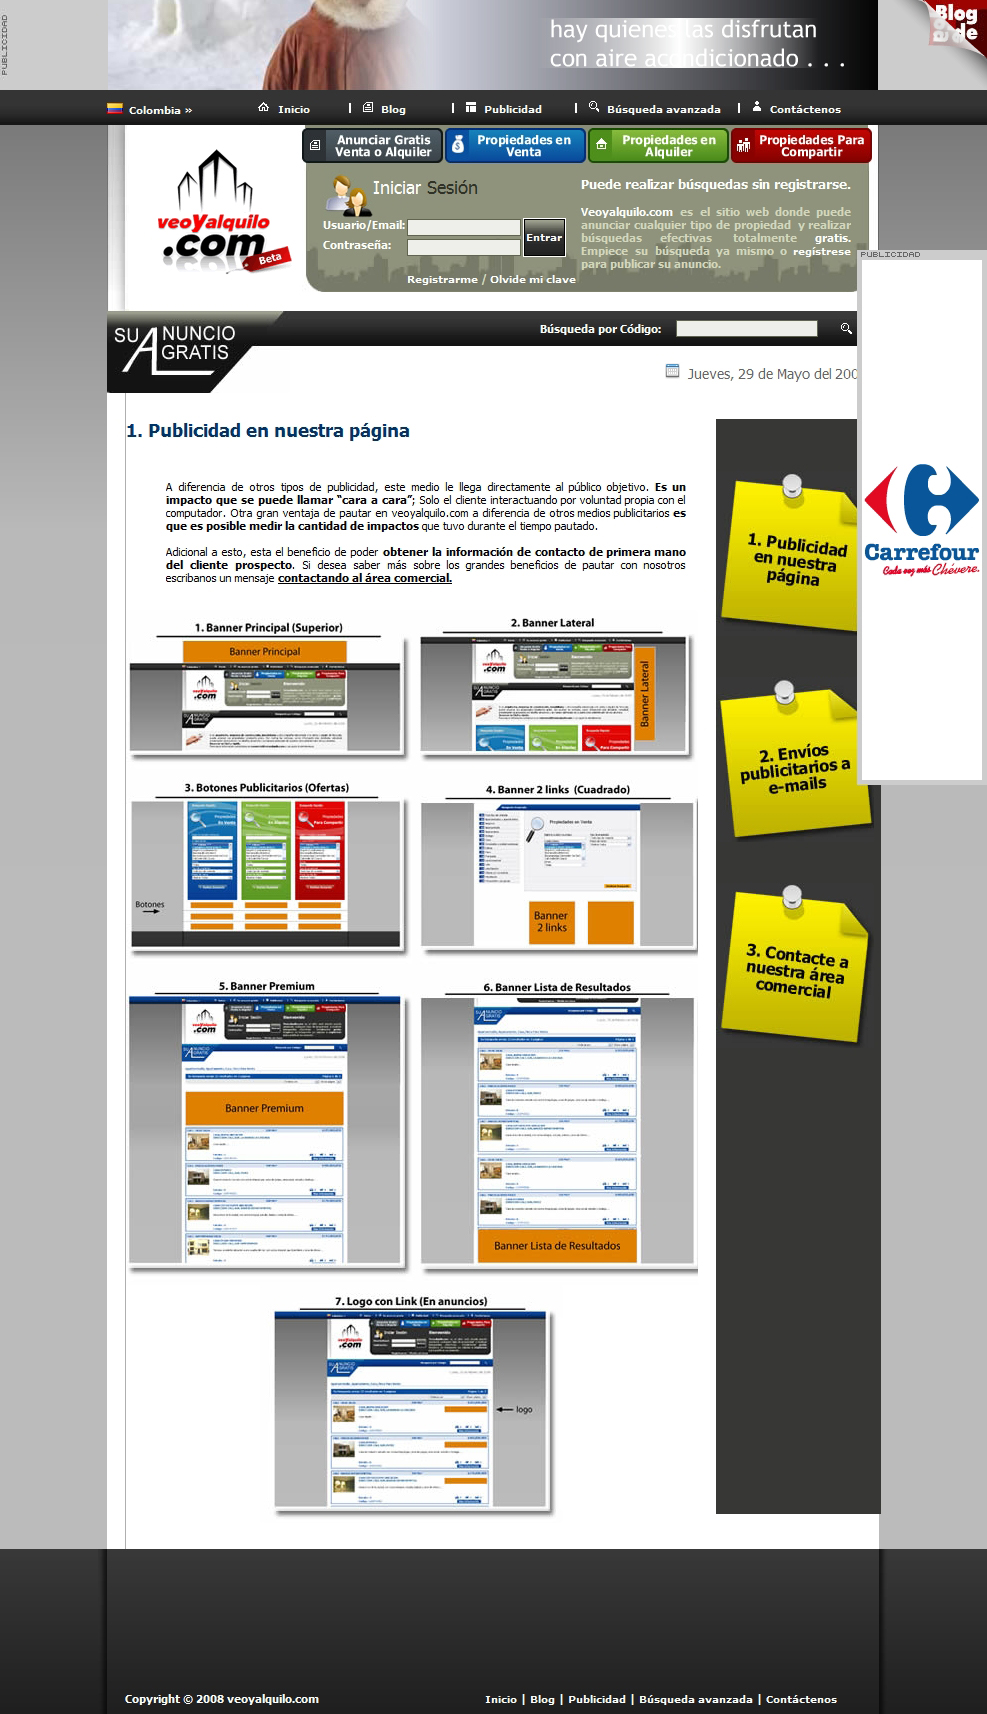 PUBLICIDAD
hay quienes las disfrutan
con aire acondicionado . . .
Blog
de
Colombia »
Inicio
Blog
Publicidad
Búsqueda avanzada
Contáctenos
veoyalquilo
.com
Beta
Anunciar Gratis
Venta o Alquiler
Propiedades en
Venta
Propiedades en
Alquiler
Propiedades Para
Compartir
Iniciar Sesión
Usuario/Email:
Contraseña:
Entrar
Registrarme / Olvide mi clave
Puede realizar búsquedas sin registrarse.
Veoyalquilo.com es el sitio web donde puede
anunciar cualquier tipo de propiedad y realizar
búsquedas efectivas totalmente gratis.
Empiece su búsqueda ya mismo o regístrese
para publicar su anuncio.
PUBLICIDAD
SU ANUNCIO
GRATIS
Búsqueda por Código:
Jueves, 29 de Mayo del 200
1. Publicidad en nuestra página
A diferencia de otros tipos de publicidad, este medio le llega directamente al público objetivo. Es un
impacto que se puede llamar “cara a cara”; Solo el cliente interactuando por voluntad propia con el
computador. Otra gran ventaja de pautar en veoyalquilo.com a diferencia de otros medios publicitarios es
que es posible medir la cantidad de impactos que tuvo durante el tiempo pautado.
Adicional a esto, esta el beneficio de poder obtener la información de contacto de primera mano
del cliente prospecto. Si desea saber más sobre los grandes beneficios de pautar con nosotros
escribanos un mensaje contactando al área comercial.
1. Publicidad
en nuestra
página
Carrefour
Cada vez más Chévere.
2. Envíos
publicitarios a
e-mails
3. Contacte a
nuestra área
comercial
1. Banner Principal (Superior)
Banner Principal
2. Banner Lateral
Banner Lateral
3. Botones Publicitarios (Ofertas)
Botones
4. Banner 2 links (Cuadrado)
Propiedades en Venta
Banner
2 links
5. Banner Premium
Banner Premium
6. Banner Lista de Resultados
Banner Lista de Resultados
7. Logo con Link (En anuncios)
logo
Copyright © 2008 veoyalquilo.com
Inicio | Blog | Publicidad | Búsqueda avanzada | Contáctenos